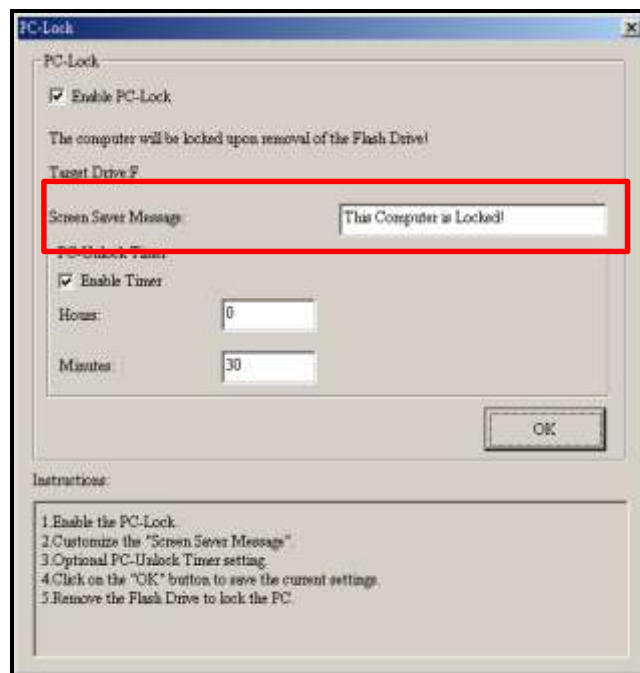 PC-Lock
PC-Lock
Enable PC-Lock
The computer will be locked upon removal of the Flash Drive!
Target Drive:F
Screen Saver Message: This Computer is Locked!
PC-Unlock Timer
Enable Timer
Hours: 0
Minutes: 30
OK
Instructions:
1.Enable the PC-Lock.
2.Customize the "Screen Saver Message".
3.Optional PC-Unlock Timer setting.
4.Click on the "OK" button to save the current settings.
5.Remove the Flash Drive to lock the PC.